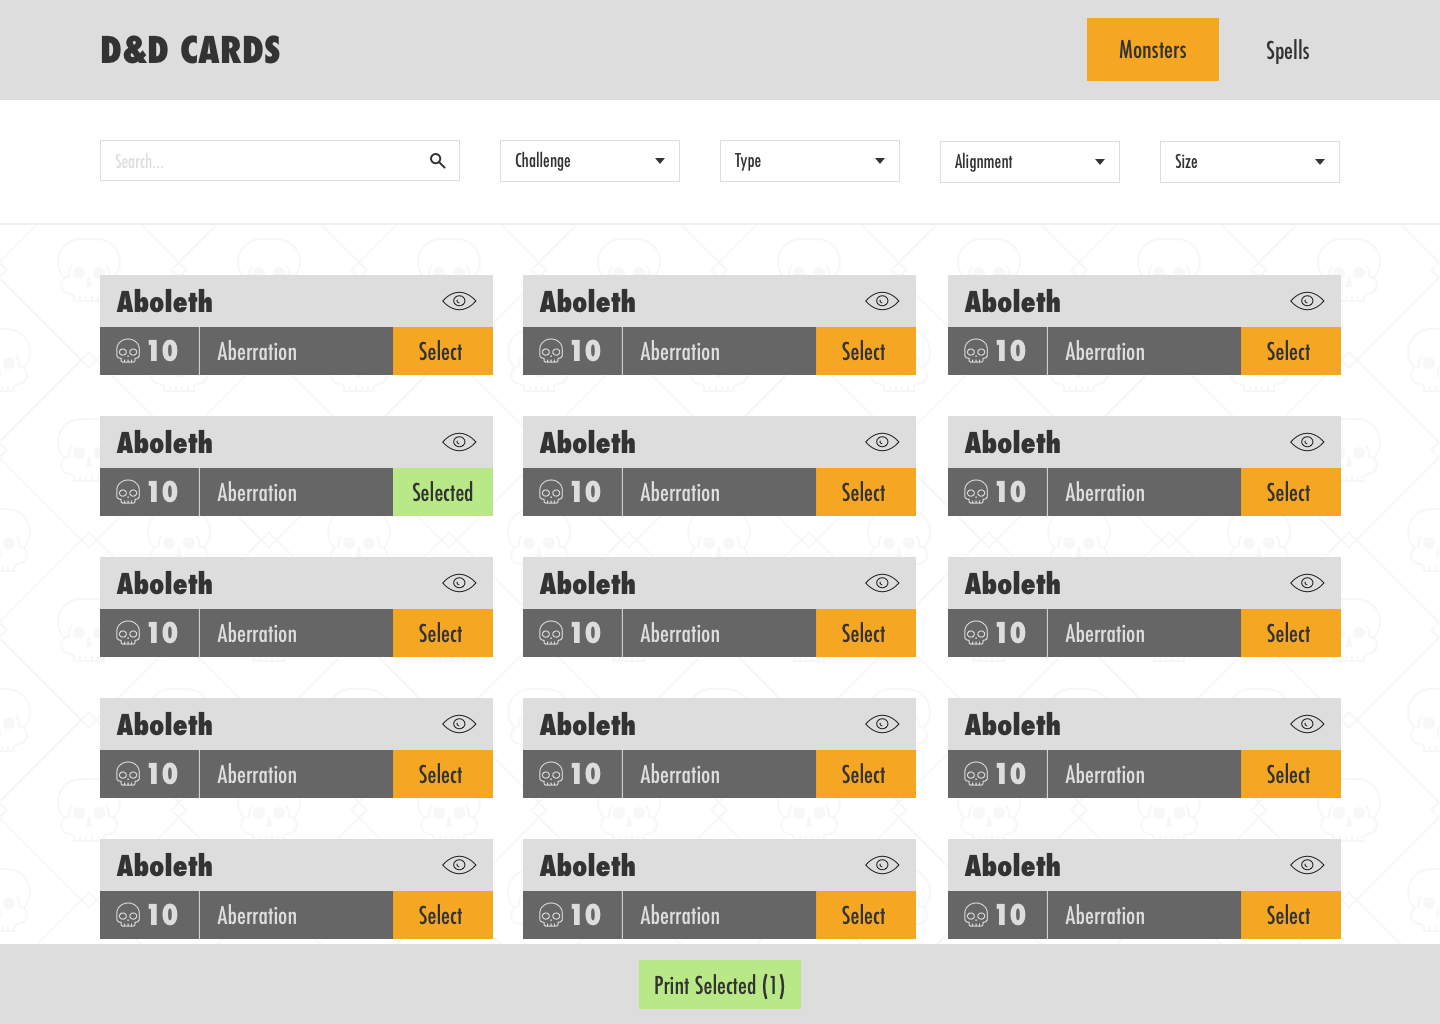 D&D CARDS Monsters Spells
Search... Challenge Type Alignment Size
Aboleth Aboleth Aboleth
10 Aberration Select 10 Aberration Select 10 Aberration Select
Aboleth Aboleth Aboleth
10 Aberration Selected 10 Aberration Select 10 Aberration Select
Aboleth Aboleth Aboleth
10 Aberration Select 10 Aberration Select 10 Aberration Select
Aboleth Aboleth Aboleth
10 Aberration Select 10 Aberration Select 10 Aberration Select
Aboleth Aboleth Aboleth
10 Aberration Select 10 Aberration Select 10 Aberration Select
Print Selected (1)